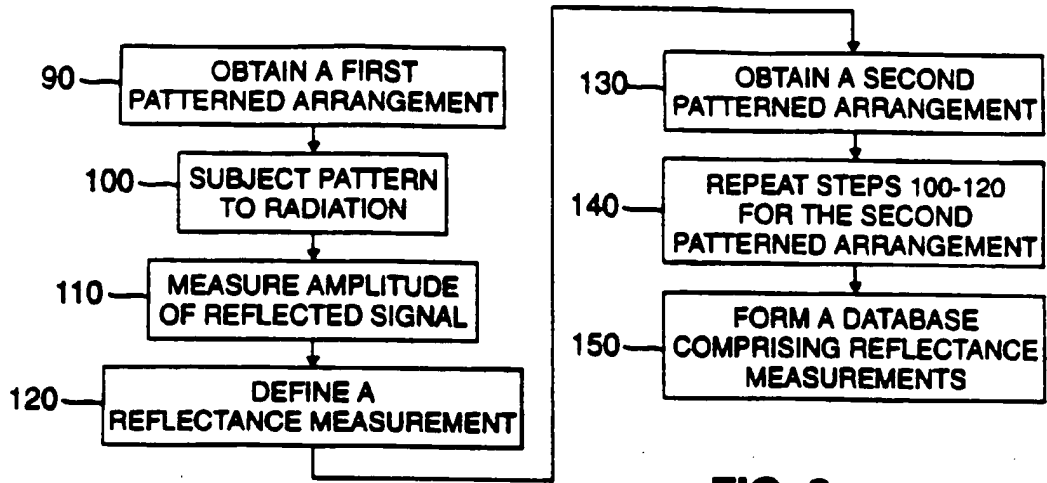 90
OBTAIN A FIRST
PATTERNED ARRANGEMENT
100
SUBJECT PATTERN
TO RADIATION
110
MEASURE AMPLITUDE
OF REFLECTED SIGNAL
120
DEFINE A
REFLECTANCE MEASUREMENT
130
OBTAIN A SECOND
PATTERNED ARRANGEMENT
140
REPEAT STEPS 100-120
FOR THE SECOND
PATTERNED ARRANGEMENT
150
FORM A DATABASE
COMPRISING REFLECTANCE
MEASUREMENTS